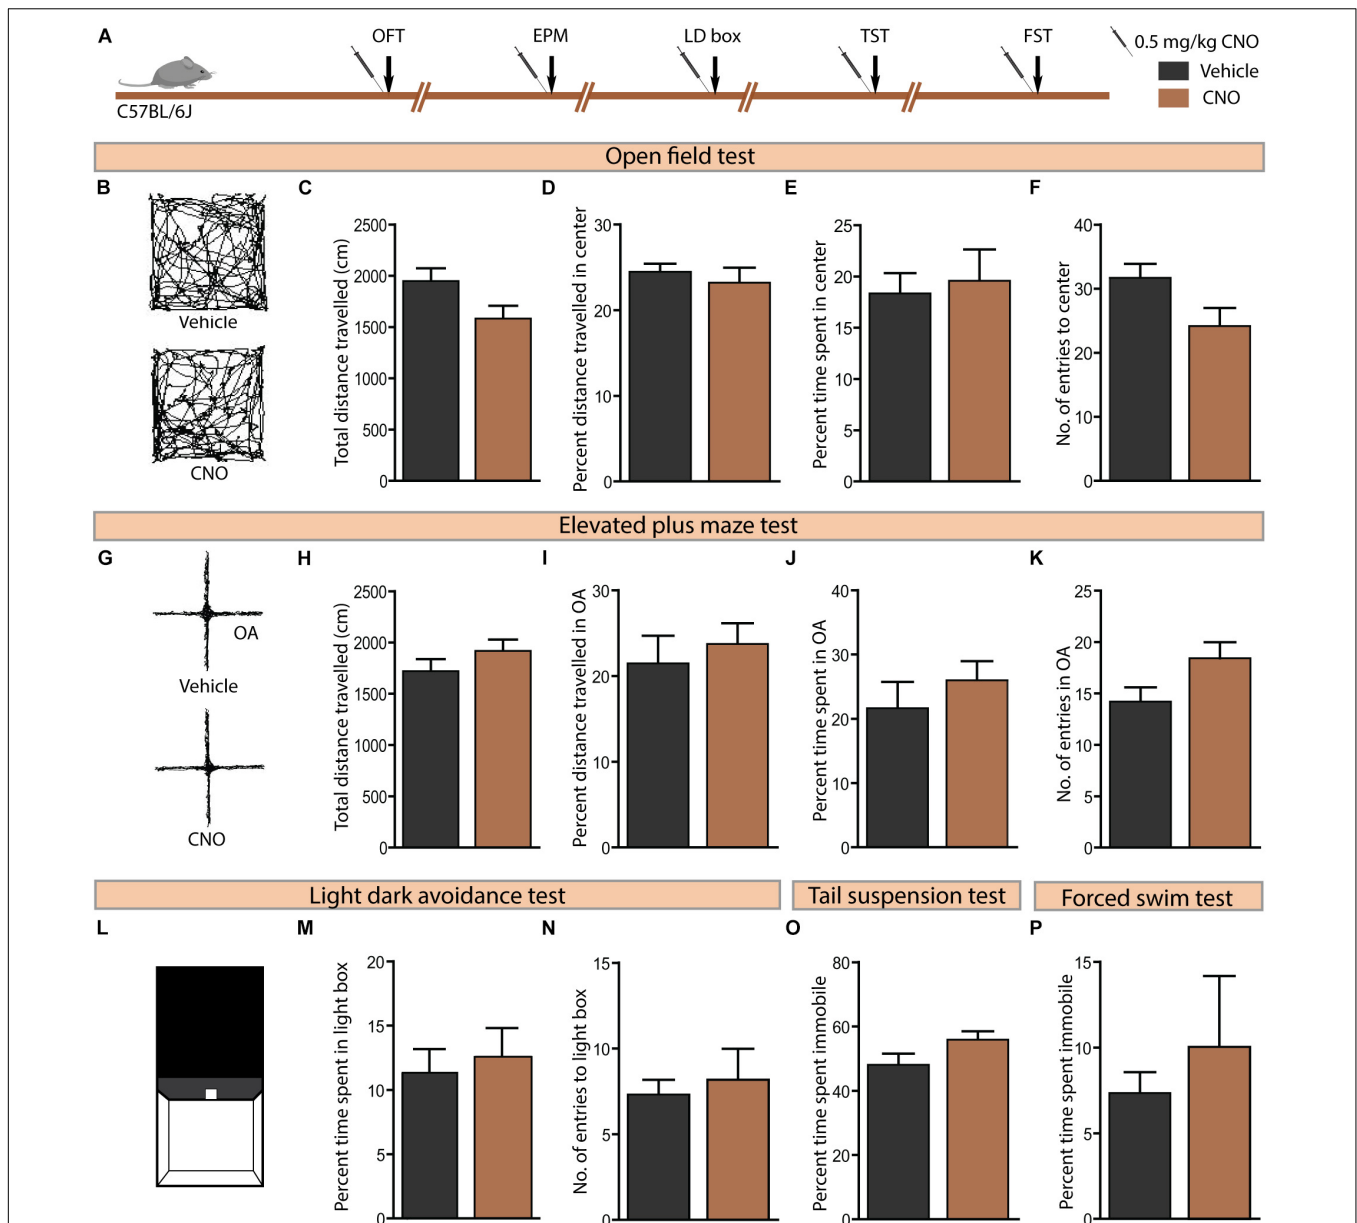 A
OFT
EPM
LD box
TST
FST
0.5 mg/kg CNO
Vehicle
CNO
C57BL/6J
Open field test
B
Vehicle
CNO
C
Total distance travelled (cm)
2500
2000
1500
1000
500
0
D
Percent distance travelled in center
30
20
10
0
E
Percent time spent in center
25
20
15
10
5
0
F
No. of entries to center
40
30
20
10
0
Elevated plus maze test
G
OA
Vehicle
CNO
H
Total distance travelled (cm)
2500
2000
1500
1000
500
0
I
Percent distance travelled in OA
30
20
10
0
J
Percent time spent in OA
40
30
20
10
0
K
No. of entries in OA
25
20
15
10
5
0
Light dark avoidance test
Tail suspension test
Forced swim test
L
M
Percent time spent in light box
20
15
10
5
0
N
No. of entries to light box
15
10
5
0
O
Percent time spent immobile
80
60
40
20
0
P
Percent time spent immobile
15
10
5
0